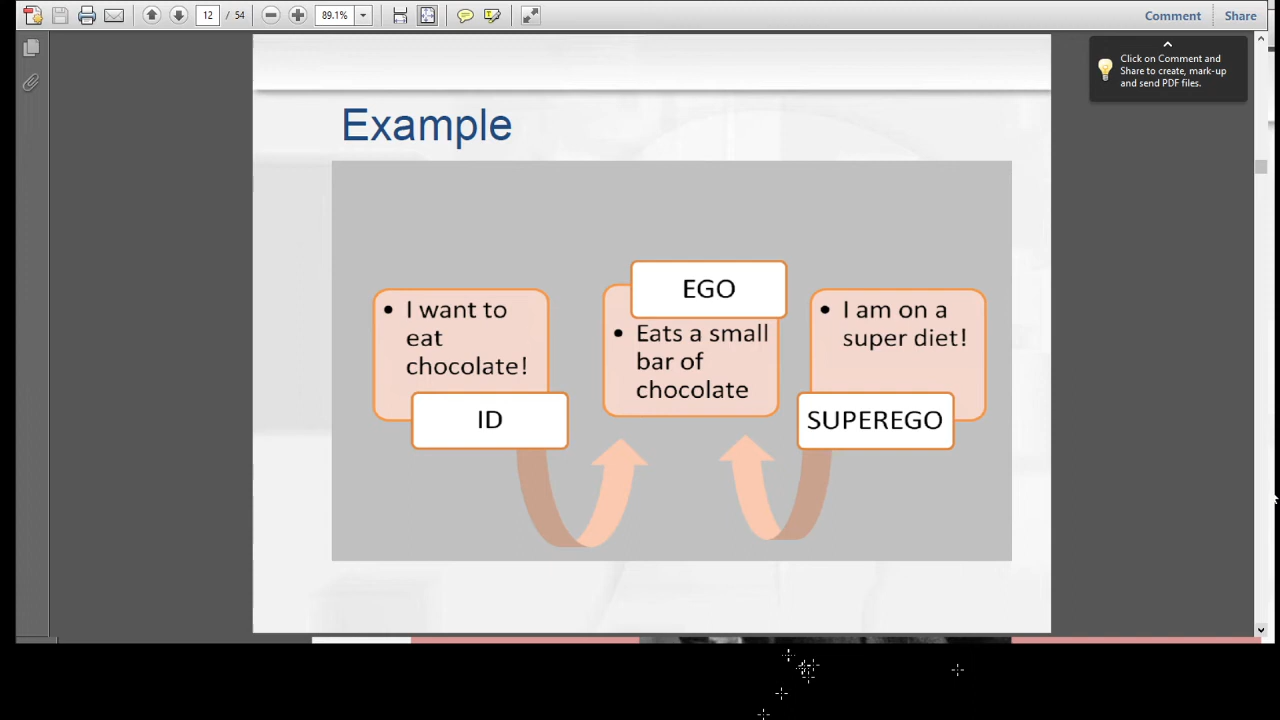 12 / 54
89.1%
Comment
Share
Click on Comment and
Share to create, mark-up
and send PDF files.
Example
• I want to
eat
chocolate!
ID
EGO
• Eats a small
bar of
chocolate
• I am on a
super diet!
SUPEREGO